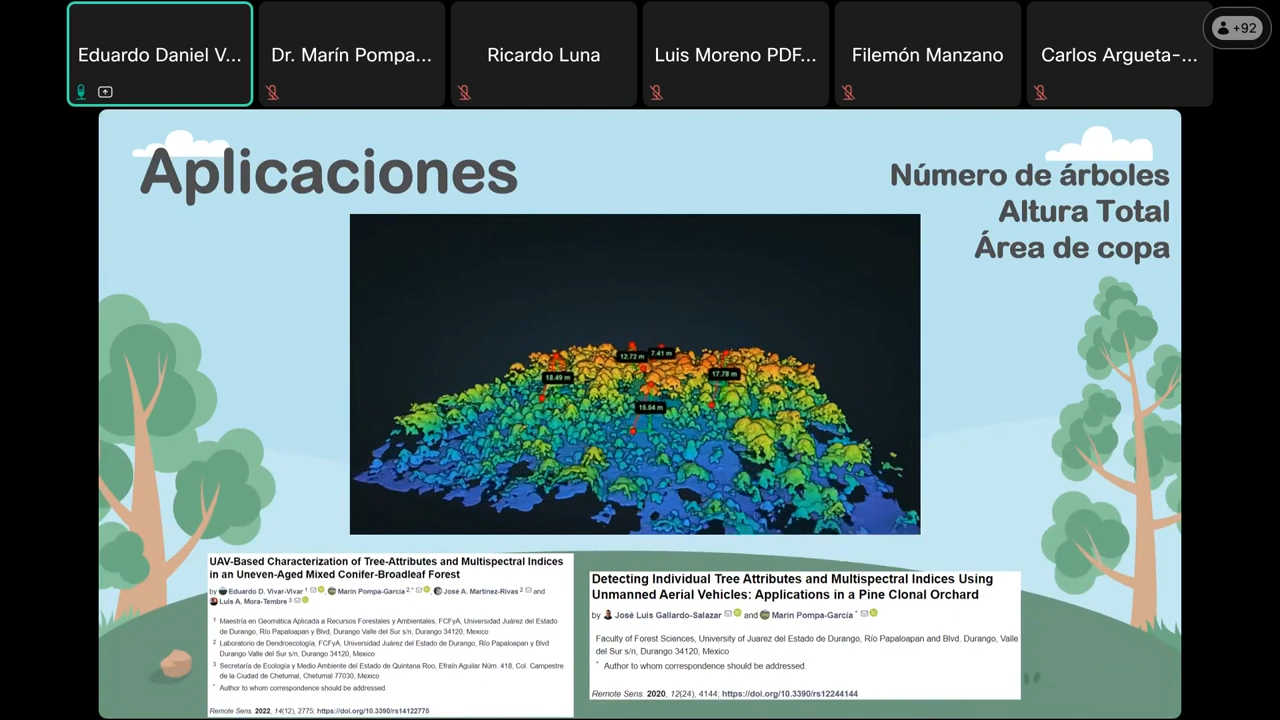 Eduardo Daniel V...
Dr. Marín Pompa...
Ricardo Luna
Luis Moreno PDF...
Filemón Manzano
Carlos Argueta-...
+92
Aplicaciones
Número de árboles
Altura Total
Área de copa
12.72 m
7.41 m
18.49 m
17.78 m
15.54 m
UAV-Based Characterization of Tree-Attributes and Multispectral Indices
in an Uneven-Aged Mixed Conifer-Broadleaf Forest
by Eduardo D. Vivar-Vivar 1 Marín Pompa-García 2,* José A. Martínez-Rivas 2 and
Luis A. Mora-Tembre 3
1 Maestría en Geomática Aplicada a Recursos Forestales y Ambientales, FCFyA, Universidad Juárez del Estado
de Durango, Río Papaloapan y Blvd, Durango Valle del Sur s/n, Durango 34120, Mexico
2 Laboratorio de Dendroecología, FCFyA, Universidad Juárez del Estado de Durango, Río Papaloapan y Blvd
Durango Valle del Sur s/n, Durango 34120, Mexico
3 Secretaría de Ecología y Medio Ambiente del Estado de Quintana Roo, Efraín Aguilar Núm. 418, Col. Campestre
de la Ciudad de Chetumal, Chetumal 77030, Mexico
* Author to whom correspondence should be addressed.
Remote Sens. 2022, 14(12), 2775; https://doi.org/10.3390/rs14122775
Detecting Individual Tree Attributes and Multispectral Indices Using
Unmanned Aerial Vehicles: Applications in a Pine Clonal Orchard
by José Luis Gallardo-Salazar and Marín Pompa-García *
Faculty of Forest Sciences, University of Juarez del Estado de Durango, Río Papaloapan and Blvd. Durango, Valle
del Sur s/n, Durango 34120, Mexico
* Author to whom correspondence should be addressed.
Remote Sens. 2020, 12(24), 4144; https://doi.org/10.3390/rs12244144